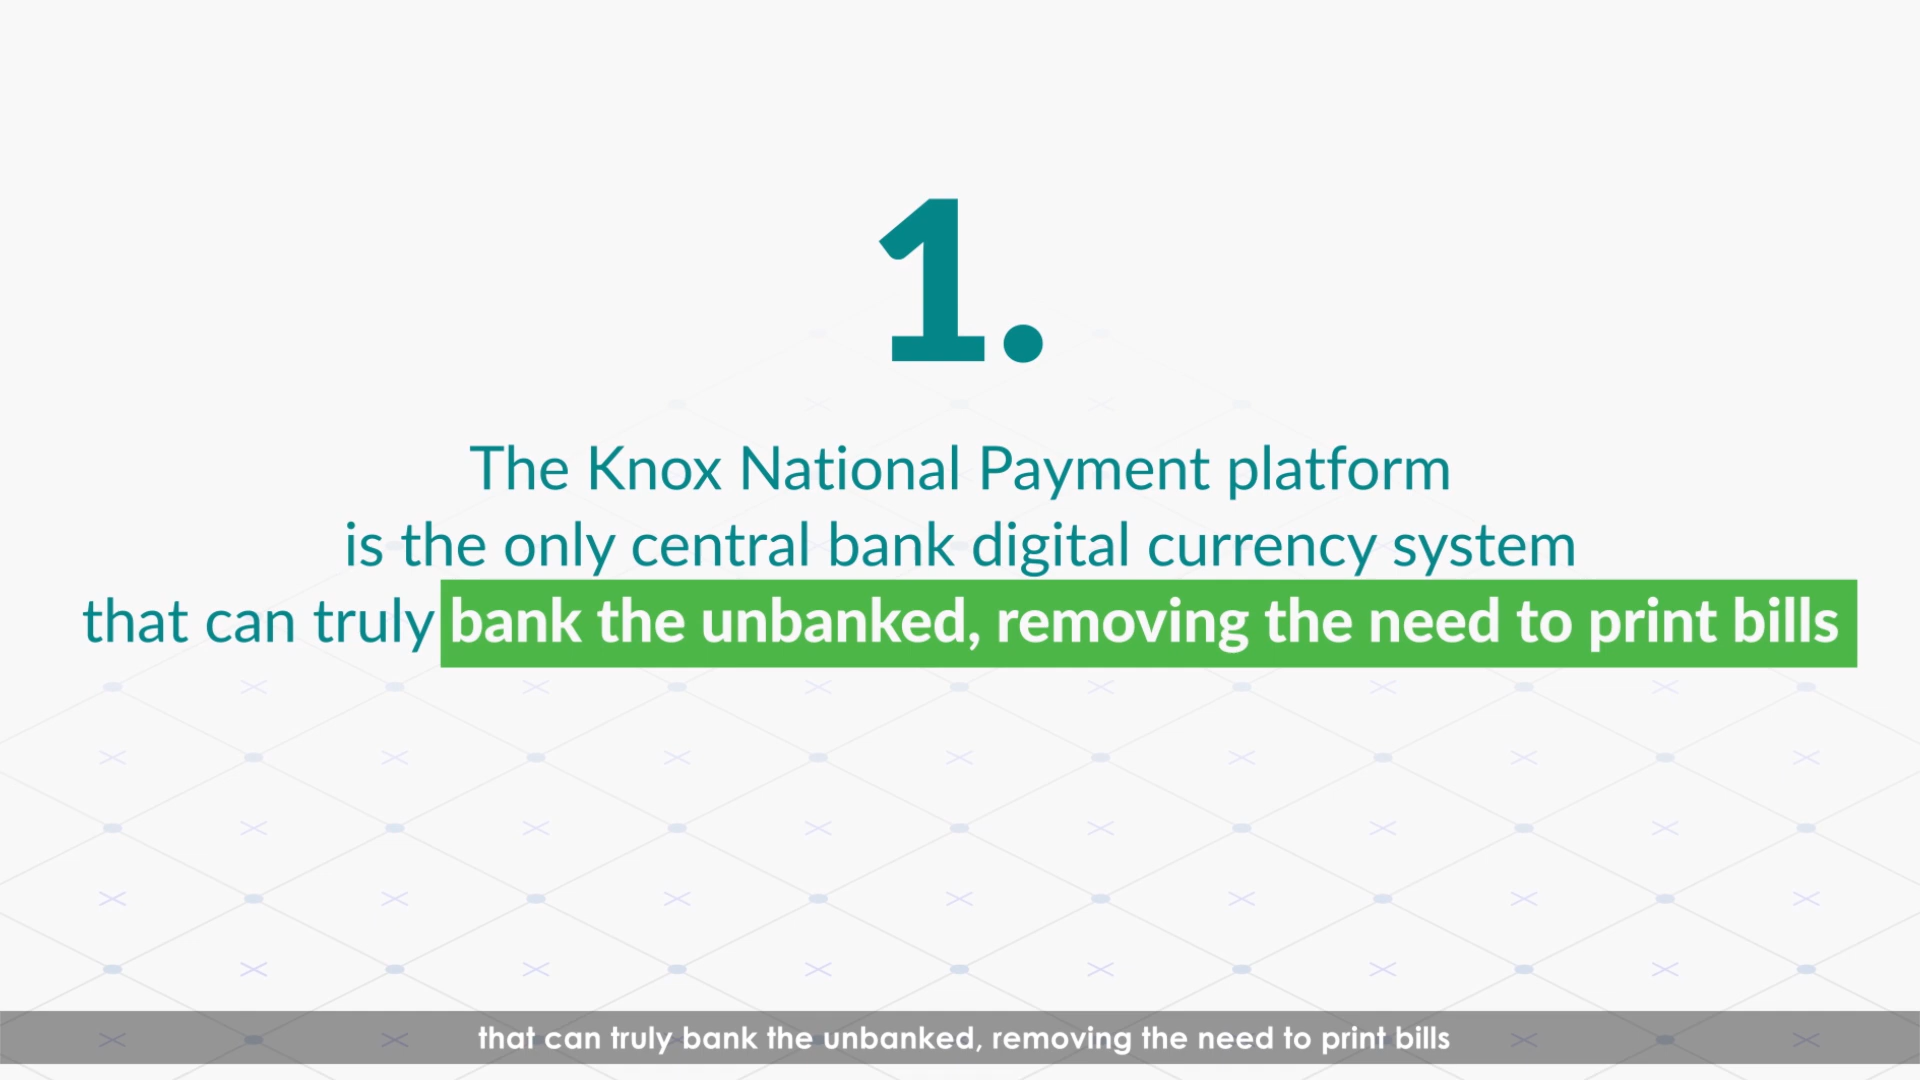 1.
The Knox National Payment platform
is the only central bank digital currency system
that can truly bank the unbanked, removing the need to print bills
that can truly bank the unbanked, removing the need to print bills